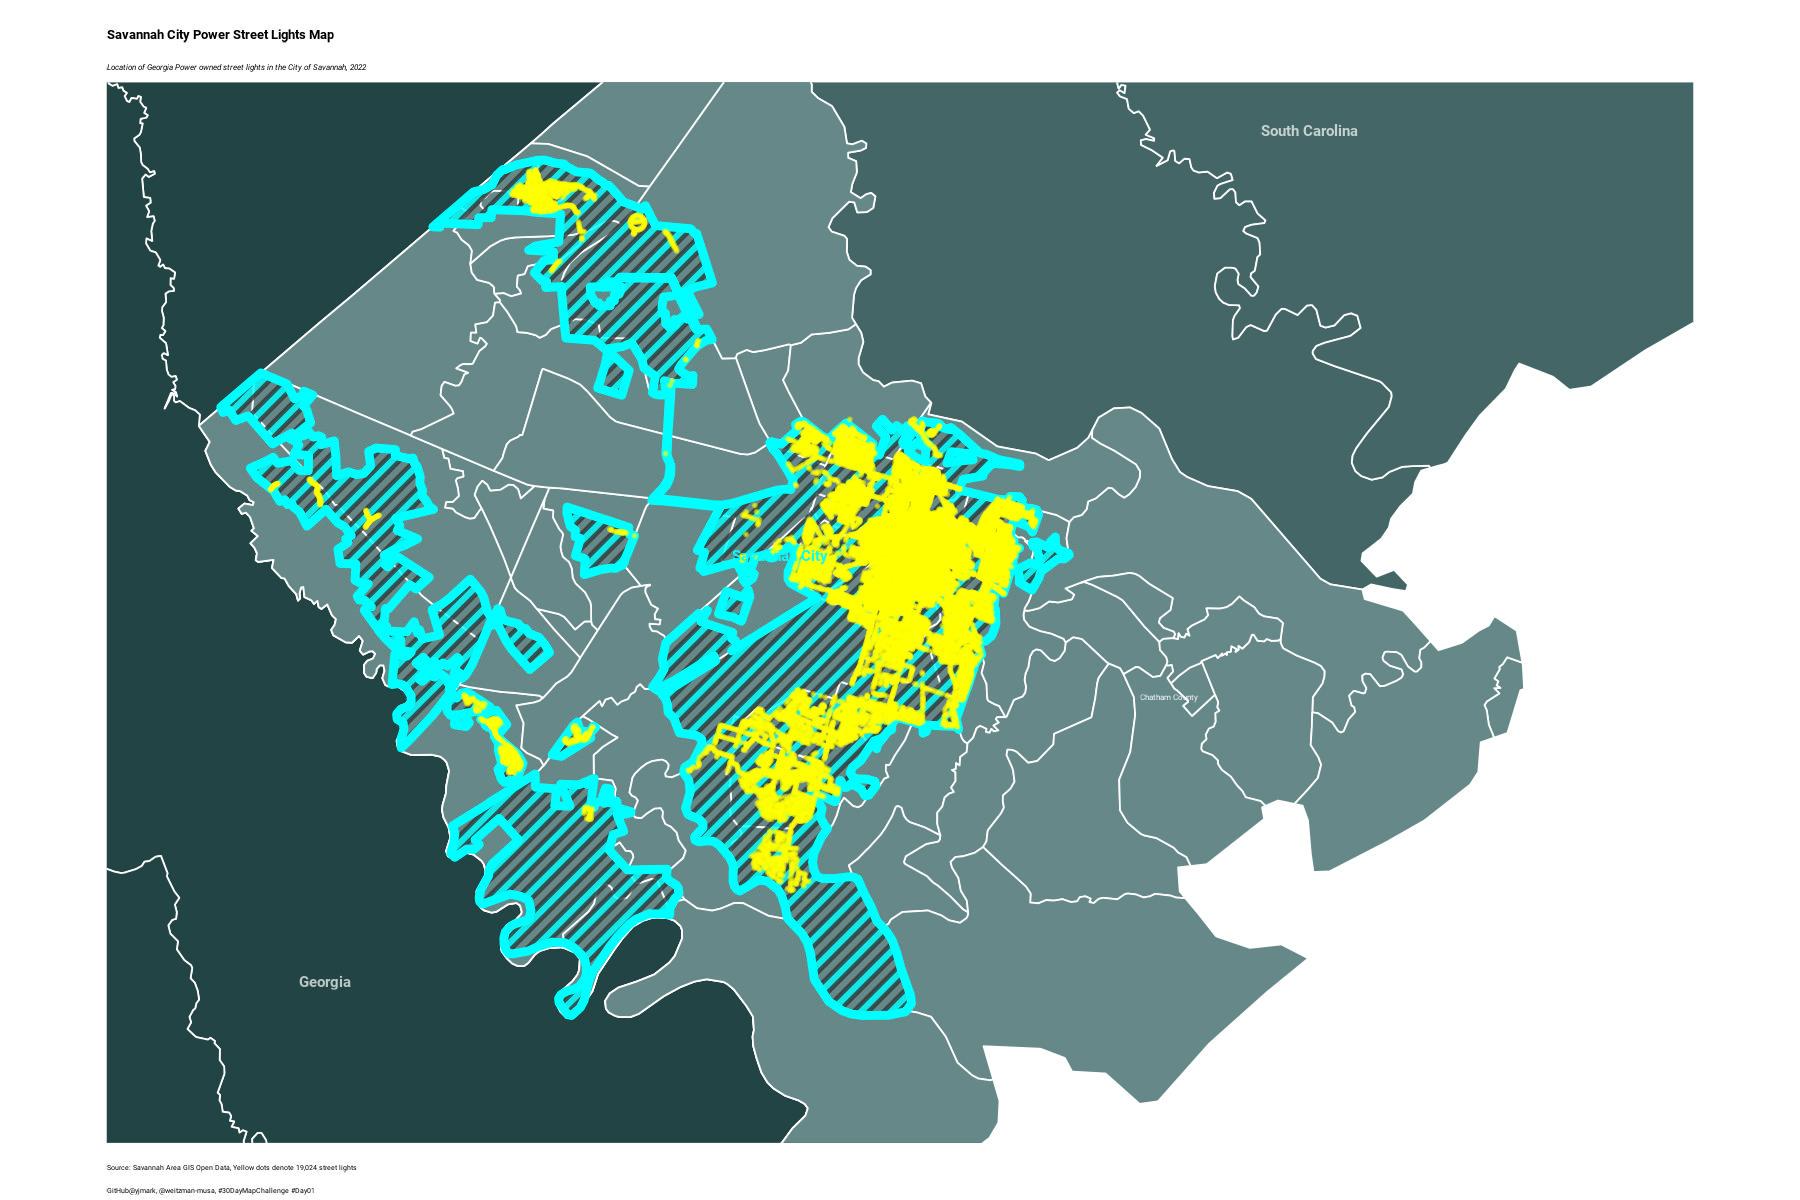 Savannah City Power Street Lights Map
Location of Georgia Power owned street lights in the City of Savannah, 2022
South Carolina
Savannah City
Chatham County
Georgia
Source: Savannah Area GIS Open Data, Yellow dots denote 19,024 street lights
GitHub@yjmark, @weitzman-musa, #30DayMapChallenge #Day01